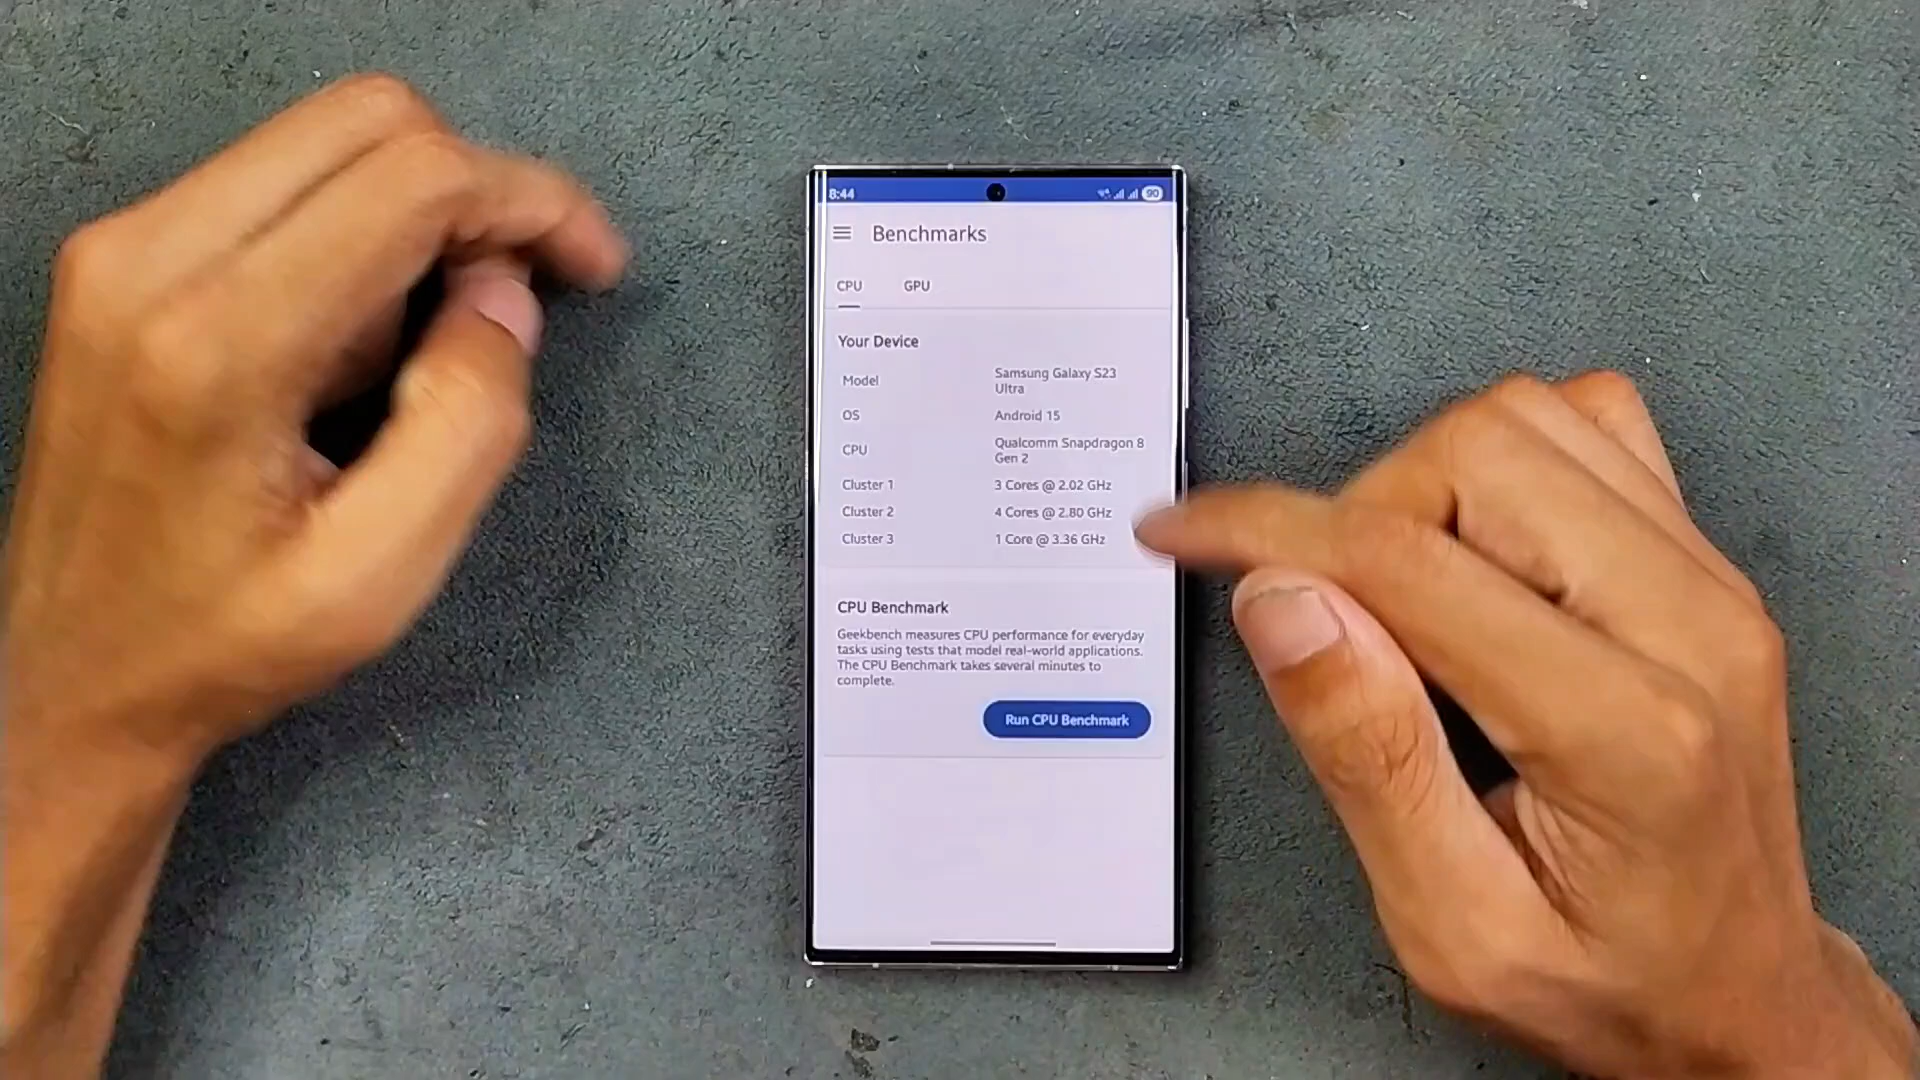 8:44
90
Benchmarks
CPU GPU
Your Device
Model Samsung Galaxy S23
Ultra
OS Android 15
CPU Qualcomm Snapdragon 8
Gen 2
Cluster 1 3 Cores @ 2.02 GHz
Cluster 2 4 Cores @ 2.80 GHz
Cluster 3 1 Core @ 3.36 GHz
CPU Benchmark
Geekbench measures CPU performance for everyday
tasks using tests that model real-world applications.
The CPU Benchmark takes several minutes to
complete.
Run CPU Benchmark